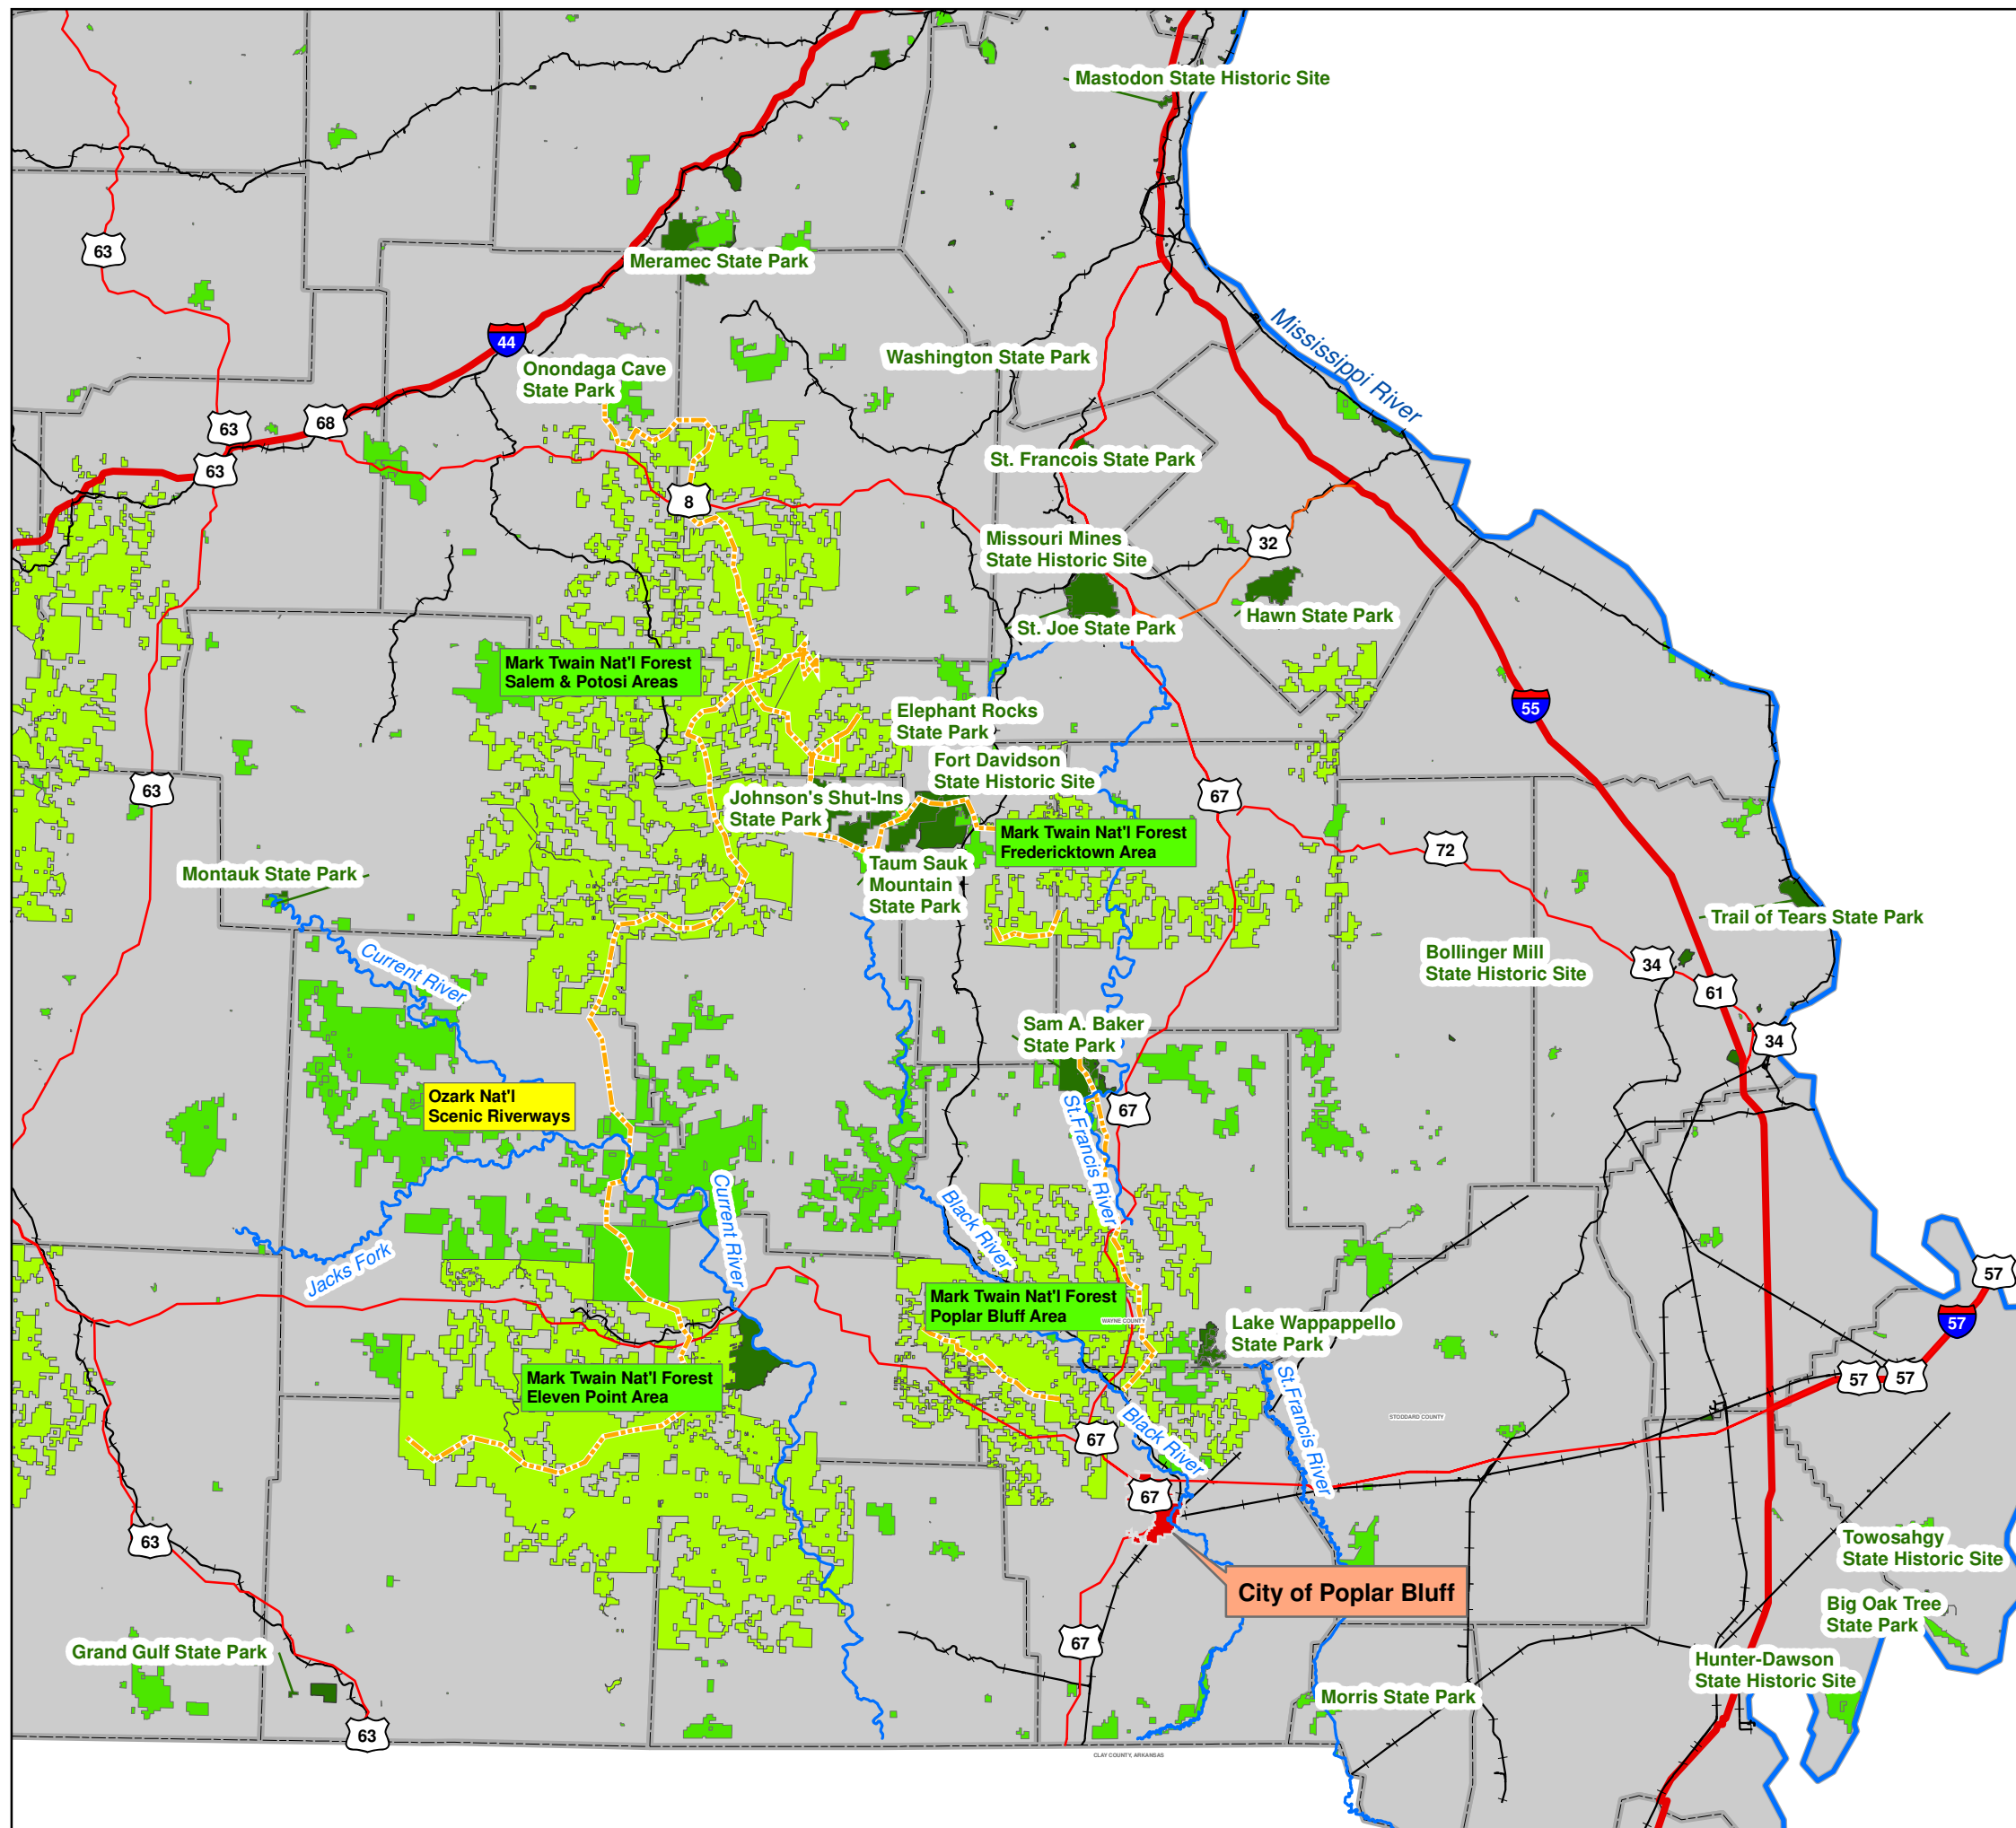 Mastodon State Historic Site
63
Meramec State Park
44
Mississippi River
Washington State Park
Onondaga Cave
State Park
63
68
63
St. Francois State Park
8
Missouri Mines
State Historic Site
32
Hawn State Park
St. Joe State Park
Mark Twain Nat'l Forest
Salem & Potosi Areas
55
Elephant Rocks
State Park
Fort Davidson
State Historic Site
63
67
Johnson's Shut-Ins
State Park
Mark Twain Nat'l Forest
Fredericktown Area
72
Taum Sauk
Mountain
State Park
Montauk State Park
Trail of Tears State Park
Bollinger Mill
State Historic Site
Current River
34
61
Sam A. Baker
State Park
34
Ozark Nat'l
Scenic Riverways
67
St.Francis River
Current River
Black River
Jacks Fork
57
Mark Twain Nat'l Forest
Poplar Bluff Area
WAYNE COUNTY
Lake Wappappello
State Park
57
57
57
Mark Twain Nat'l Forest
Eleven Point Area
St.Francis River
STODDARD COUNTY
Black River
67
67
63
Towosahgy
State Historic Site
City of Poplar Bluff
Big Oak Tree
State Park
67
Grand Gulf State Park
Hunter-Dawson
State Historic Site
Morris State Park
63
CLAY COUNTY, ARKANSAS